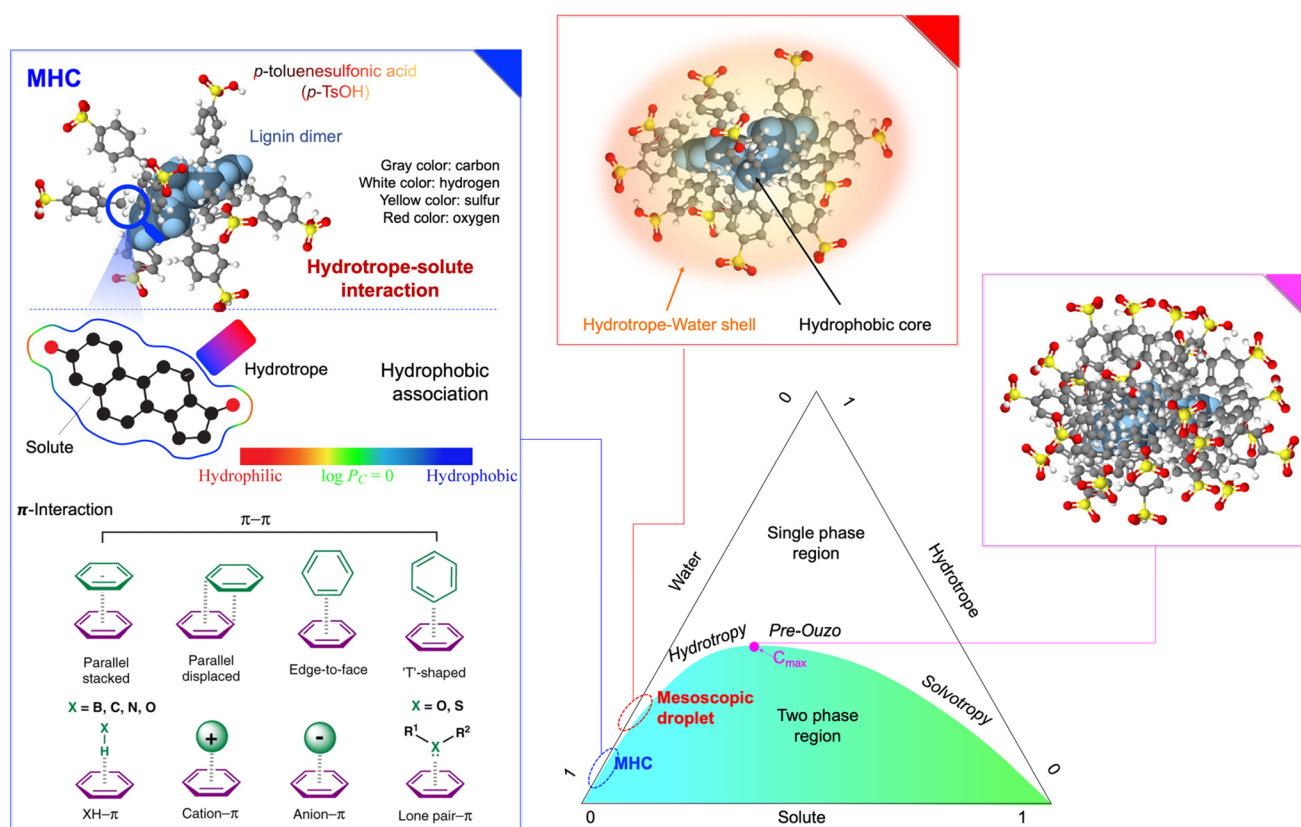 MHC
p-toluenesulfonic acid
(p-TsOH)
Lignin dimer
Gray color: carbon
White color: hydrogen
Yellow color: sulfur
Red color: oxygen
Hydrotrope-solute
interaction
Hydrotrope
Hydrophobic
association
Solute
Hydrophilic
log P_C = 0
Hydrophobic
π-Interaction
π–π
Parallel
stacked
Parallel
displaced
Edge-to-face
'T'-shaped
X = B, C, N, O
X = O, S
X
H
+
-
R¹
R²
X
XH–π
Cation–π
Anion–π
Lone pair–π
Hydrotrope-Water shell
Hydrophobic core
0
1
Water
Single phase
region
Hydrotrope
Hydrotropy
Pre-Ouzo
C_max
Solvotropy
Mesoscopic
droplet
Two phase
region
MHC
1
0
0
Solute
1